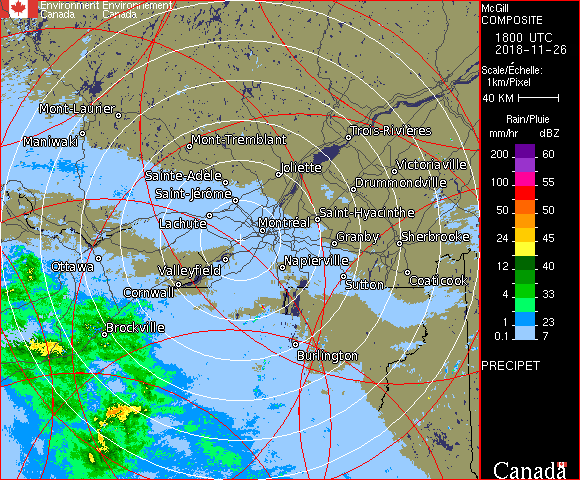 Environment Environnement
Canada Canada
McGill
COMPOSITE
1800 UTC
2018-11-26
Scale/Échelle:
1km/Pixel
40 KM
Rain/Pluie
mm/hr dBZ
200 60
100 55
50 50
24 45
12 40
4 33
1 23
0.1 7
PRECIPET
Canada
Mont-Laurier
Maniwaki
Mont-Tremblant
Trois-Rivières
Sainte-Adèle
Joliette
Victoriaville
Saint-Jérôme
Drummondville
Lachute
Montréal
Saint-Hyacinthe
Granby
Sherbrooke
Ottawa
Valleyfield
Napierville
Sutton
Coaticook
Cornwall
Brockville
Burlington